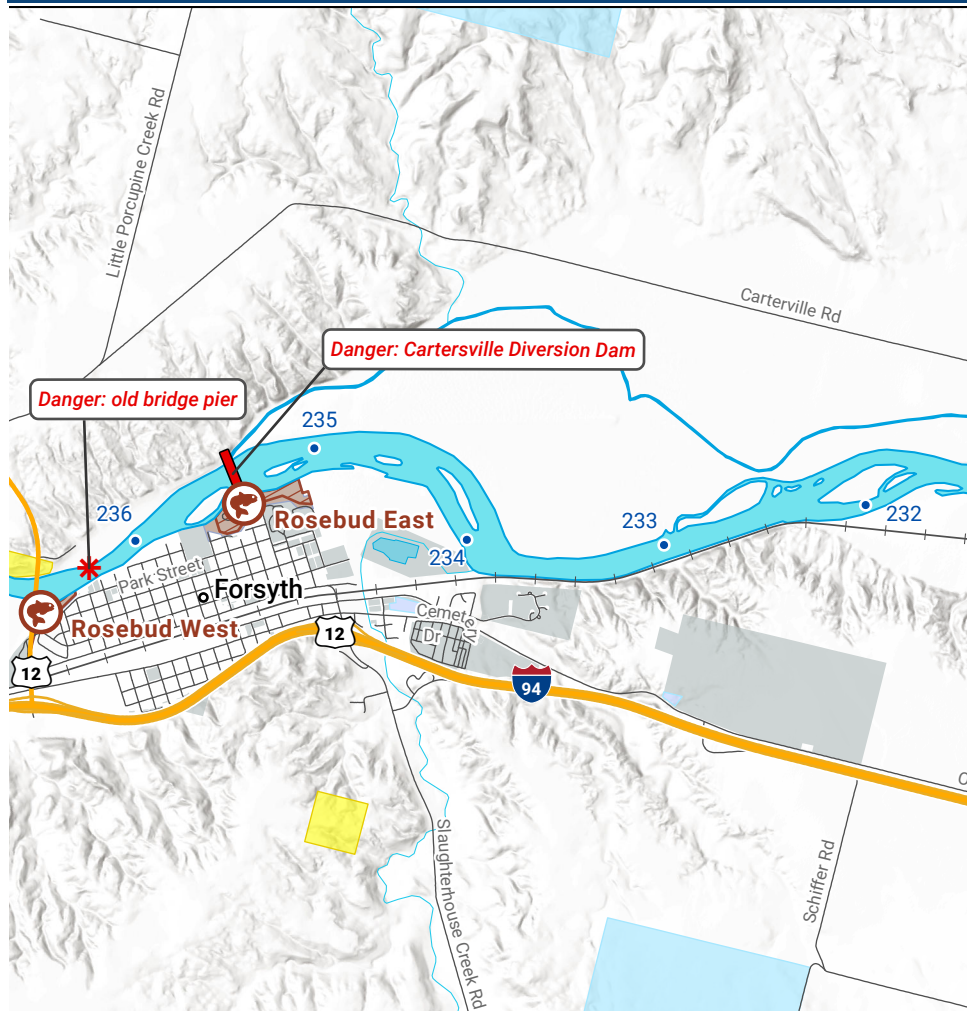 Little Porcupine Creek Rd
Carterville Rd
Danger: Cartersville Diversion Dam
Danger: old bridge pier
235
236
Rosebud East
234
233
232
Park Street
Forsyth
Rosebud West
12
12
Cemetery
Dr
94
Slaughterhouse Creek Rd
Schiffer Rd